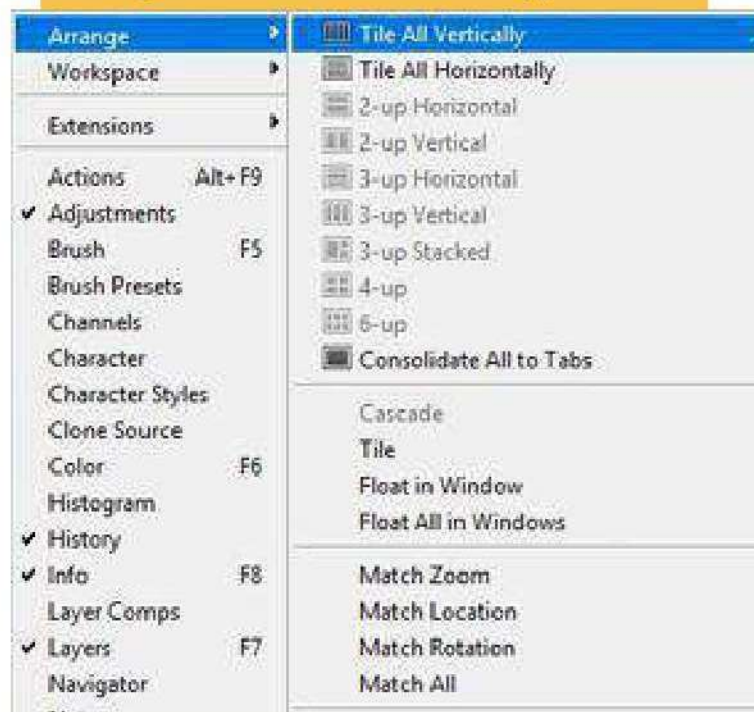 Arrange
Workspace
Extensions
Actions Alt+F9
Adjustments
Brush F5
Brush Presets
Channels
Character
Character Styles
Clone Source
Color F6
Histogram
History
Info F8
Layer Comps
Layers F7
Navigator
Tile All Vertically
Tile All Horizontally
2-up Horizontal
2-up Vertical
3-up Horizontal
3-up Vertical
3-up Stacked
4-up
6-up
Consolidate All to Tabs
Cascade
Tile
Float in Window
Float All in Windows
Match Zoom
Match Location
Match Rotation
Match All